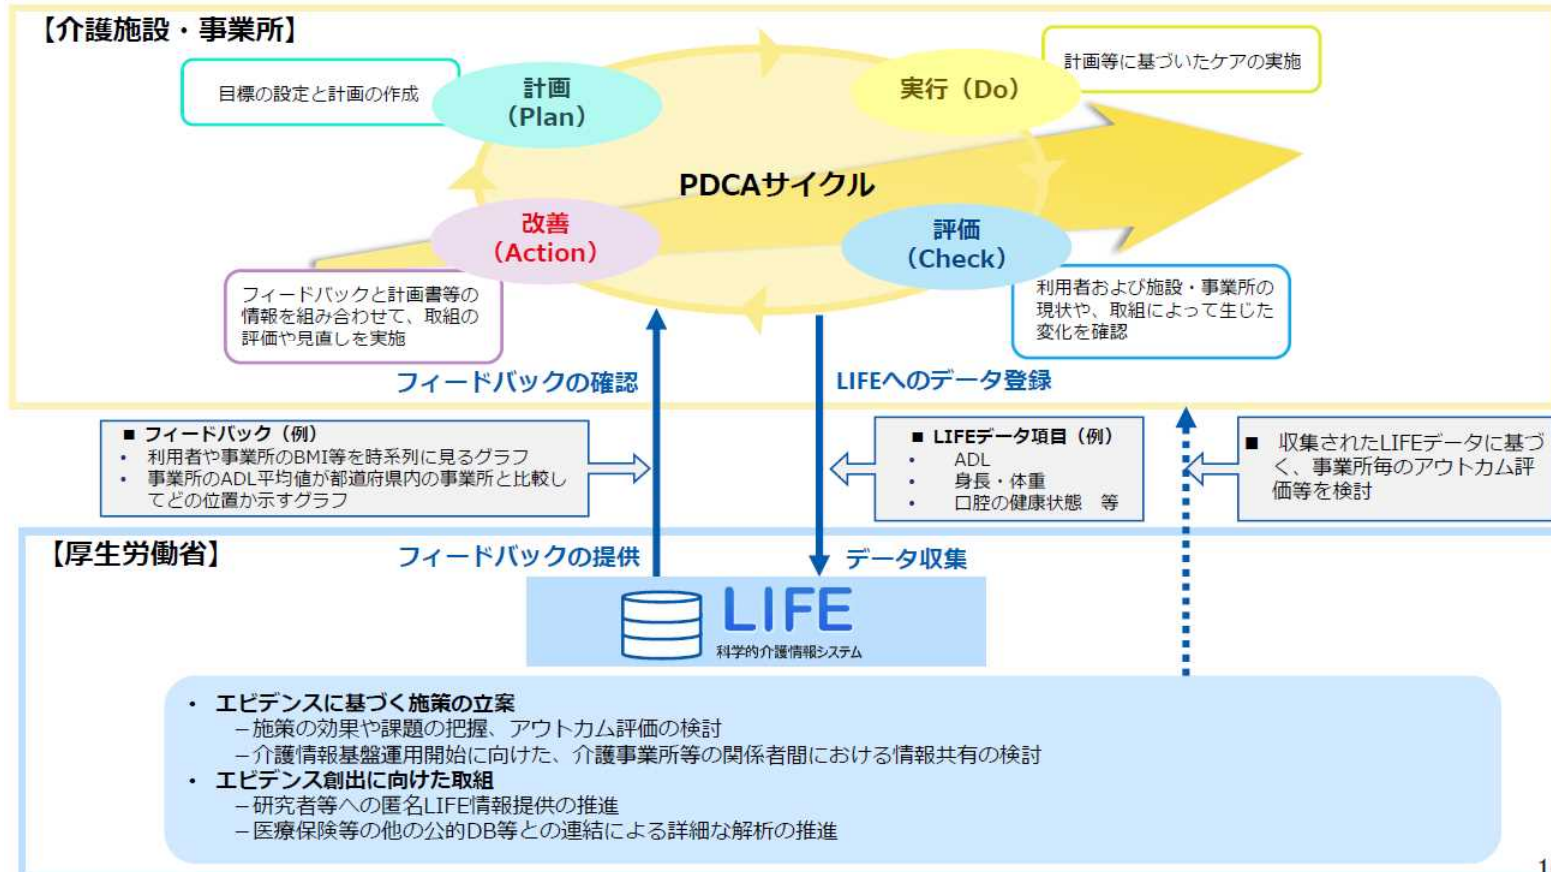 【介護施設・事業所】
目標の設定と計画の作成
計画
（Plan）
実行（Do）
計画等に基づいたケアの実施
PDCAサイクル
改善
（Action）
評価
（Check）
フィードバックと計画書等の
情報を組み合わせて、取組の
評価や見直しを実施
利用者および施設・事業所の
現状や、取組によって生じた
変化を確認
フィードバックの確認
LIFEへのデータ登録
■ フィードバック（例）
• 利用者や事業所のBMI等を時系列に見るグラフ
• 事業所のADL平均値が都道府県内の事業所と比較し
てどの位置か示すグラフ
■ LIFEデータ項目（例）
• ADL
• 身長・体重
• 口腔の健康状態　等
■ 収集されたLIFEデータに基づ
く、事業所毎のアウトカム評
価等を検討
【厚生労働省】
フィードバックの提供
データ収集
LIFE
科学的介護情報システム
• エビデンスに基づく施策の立案
－施策の効果や課題の把握、アウトカム評価の検討
－介護情報基盤運用開始に向けた、介護事業所等の関係者間における情報共有の検討
• エビデンス創出に向けた取組
－研究者等への匿名LIFE情報提供の推進
－医療保険等の他の公的DB等との連結による詳細な解析の推進
1